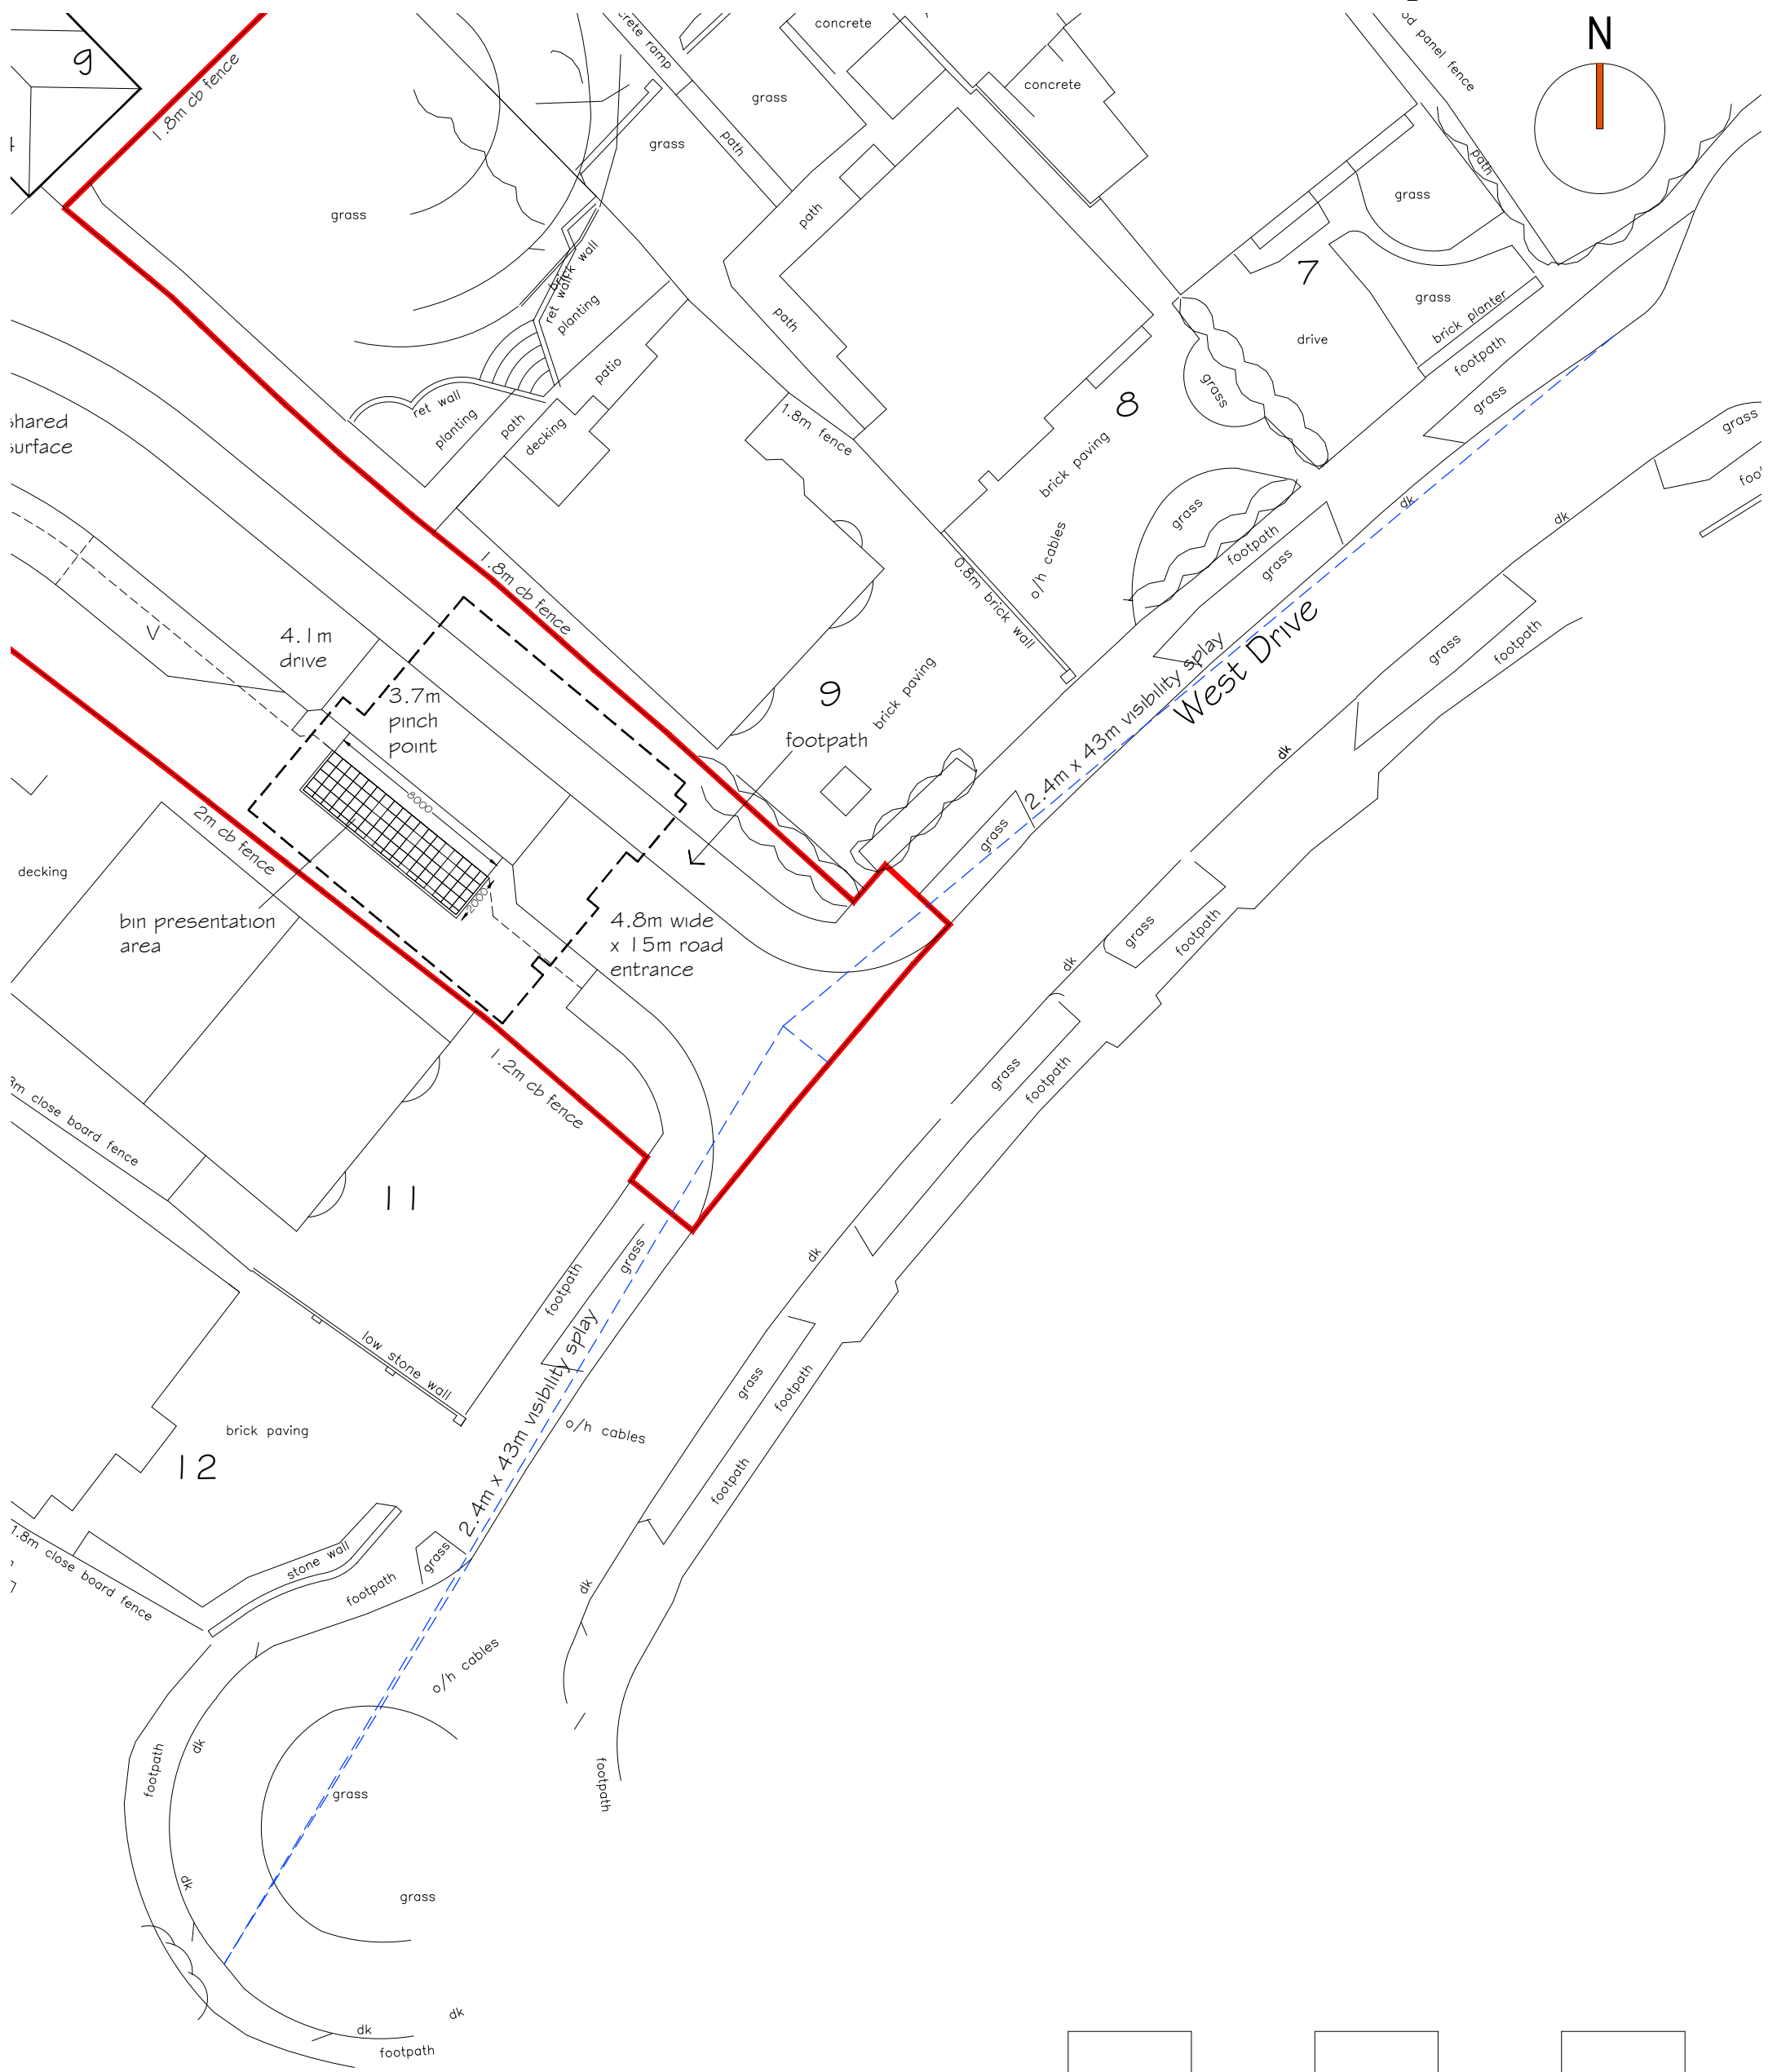 concrete
N
9
1.8m cb fence
ramp
panel fence
grass
concrete
path
grass
path
grass
grass
path
7
grass
brick wall
ret wall
planting
path
brick planter
drive
footpath
patio
grass
8
grass
ret wall
planting
path
decking
1.8m fence
grass
shared
surface
brick paving
dk
grass
dk
footpath
grass
o/h cables
1.8m cb fence
0.8m brick wall
4.1m
drive
3.7m
pinch
point
9
brick paving
footpath
2.4m x 43m visibility splay
West Drive
grass
footpath
dk
8000
2000
2m cb fence
decking
grass
bin presentation
area
4.8m wide
x 15m road
entrance
grass
footpath
dk
1.2m cb fence
grass
footpath
close board fence
11
footpath
grass
dk
low stone wall
2.4m x 43m visibility splay
grass
footpath
o/h cables
brick paving
12
footpath
1.8m close board fence
stone wall
footpath
grass
dk
o/h cables
footpath
dk
footpath
grass
dk
grass
dk
dk
footpath